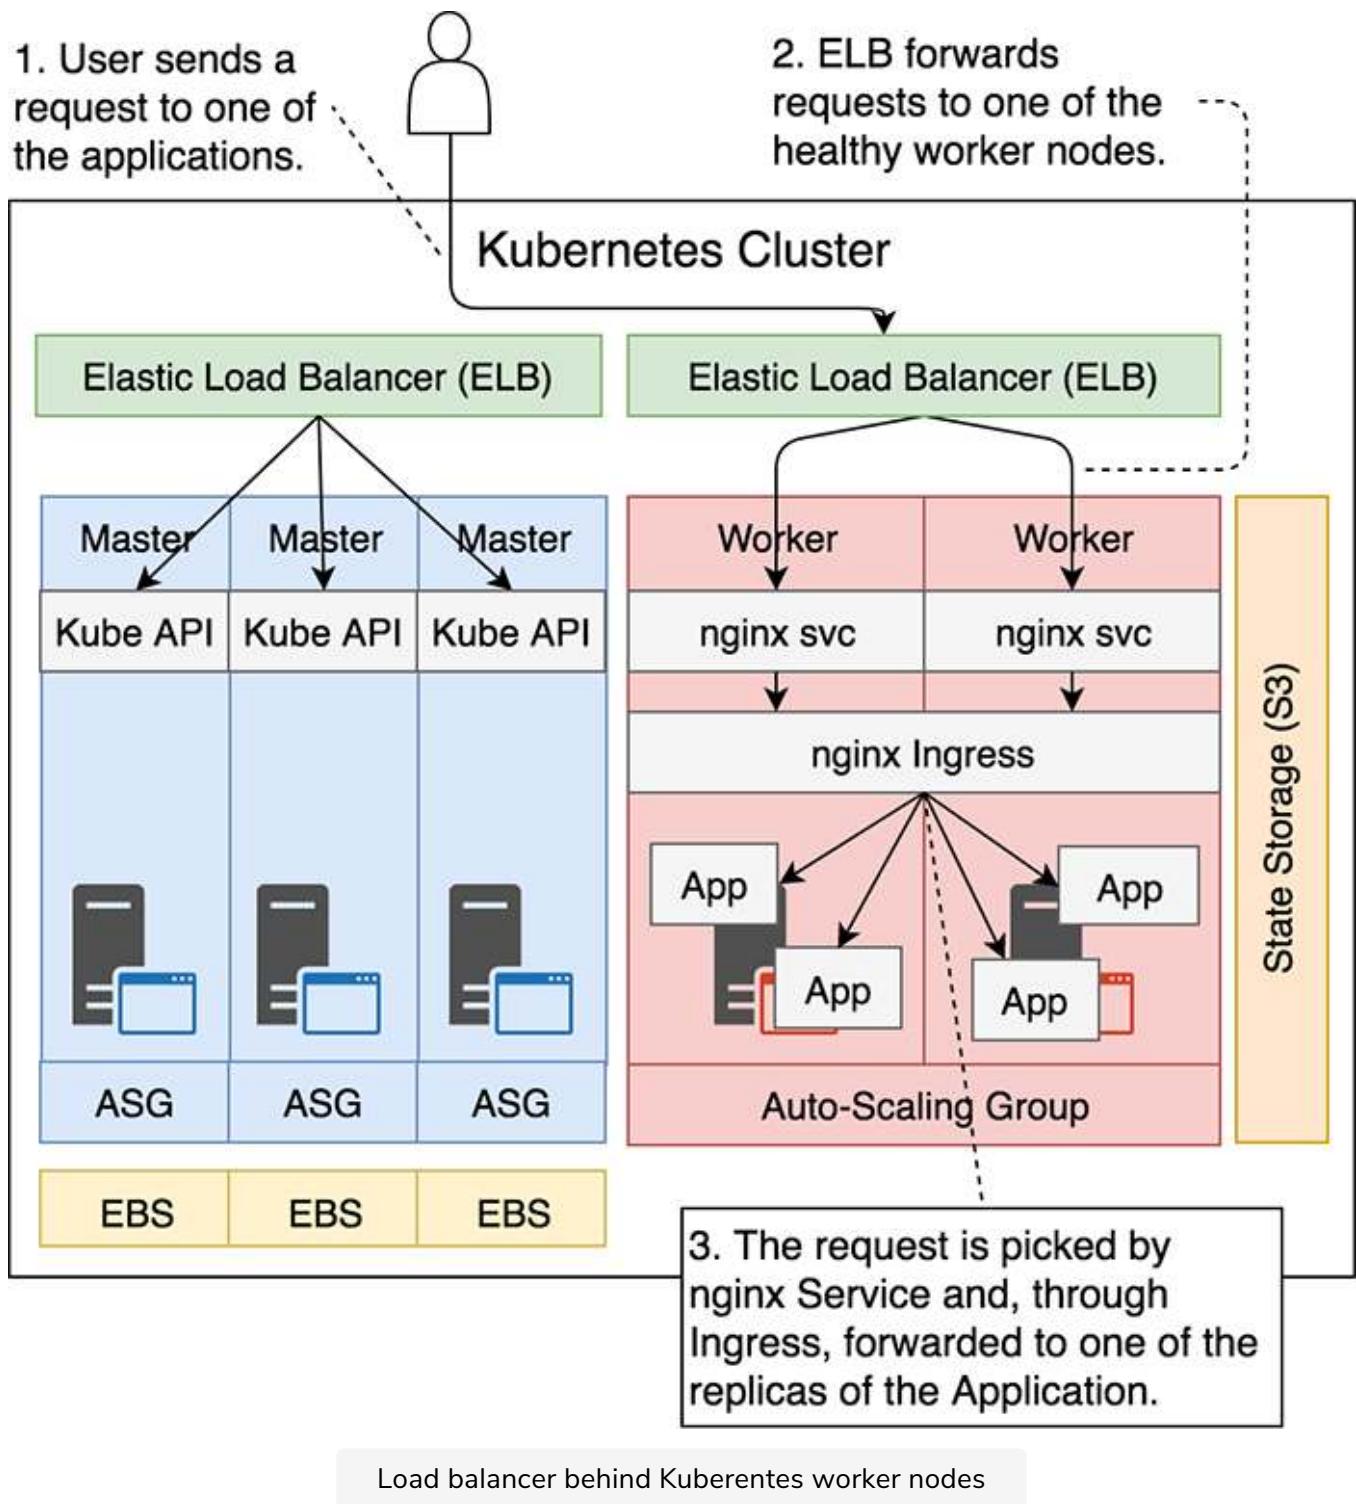 1. User sends a
request to one of
the applications.
2. ELB forwards
requests to one of the
healthy worker nodes.
Kubernetes Cluster
Elastic Load Balancer (ELB)
Elastic Load Balancer (ELB)
Master
Master
Master
Worker
Worker
Kube API
Kube API
Kube API
nginx svc
nginx svc
nginx Ingress
State Storage (S3)
App
App
App
App
ASG
ASG
ASG
Auto-Scaling Group
EBS
EBS
EBS
3. The request is picked by
nginx Service and, through
Ingress, forwarded to one of the
replicas of the Application.
Load balancer behind Kuberentes worker nodes